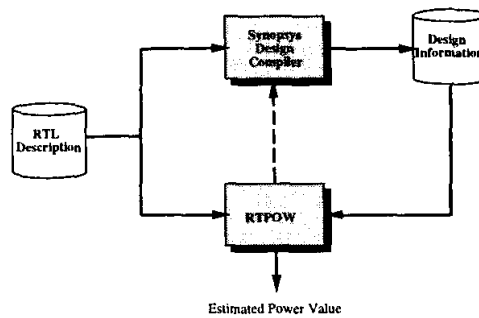 Synopsys
Design
Compiler
Design
Information
RTL
Description
RTPOW
Estimated Power Value